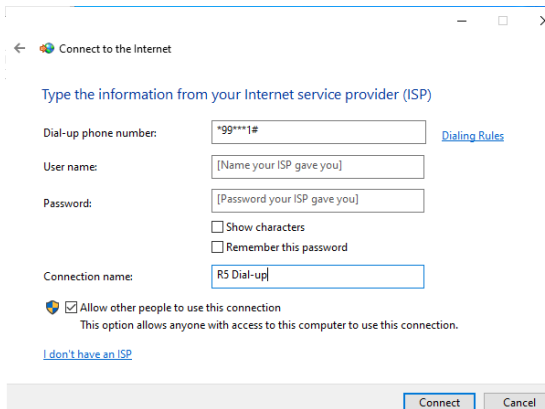 Connect to the Internet
Type the information from your Internet service provider (ISP)
Dial-up phone number: *99***1# Dialing Rules
User name: [Name your ISP gave you]
Password: [Password your ISP gave you]
Show characters
Remember this password
Connection name: R5 Dial-up
Allow other people to use this connection
This option allows anyone with access to this computer to use this connection.
I don't have an ISP
Connect Cancel